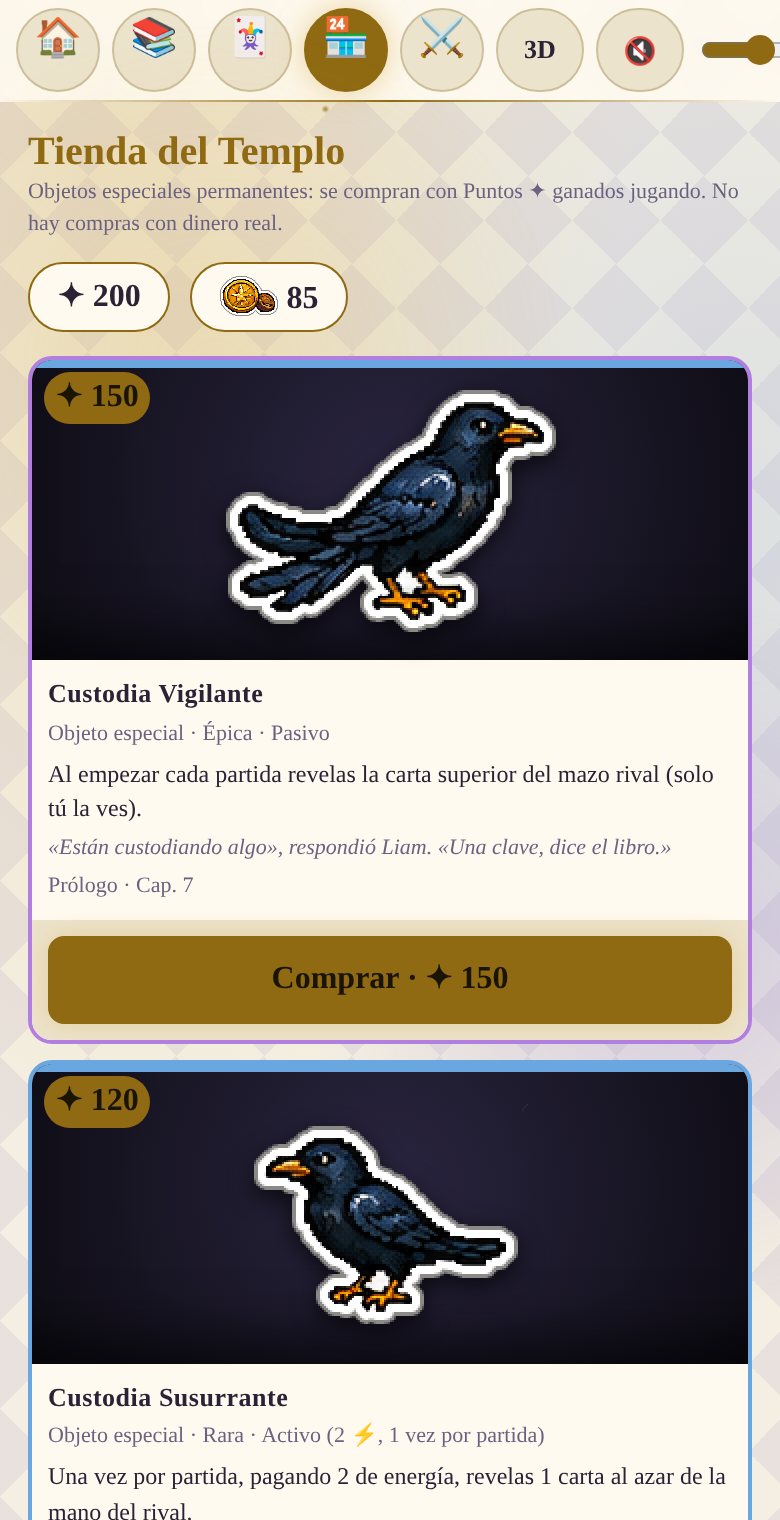 24
3D
Tienda del Templo
Objetos especiales permanentes: se compran con Puntos ✦ ganados jugando. No
hay compras con dinero real.
✦ 200
85
✦ 150
Custodia Vigilante
Objeto especial · Épica · Pasivo
Al empezar cada partida revelas la carta superior del mazo rival (solo
tú la ves).
«Están custodiando algo», respondió Liam. «Una clave, dice el libro.»
Prólogo · Cap. 7
Comprar · ✦ 150
✦ 120
Custodia Susurrante
Objeto especial · Rara · Activo (2 ⚡, 1 vez por partida)
Una vez por partida, pagando 2 de energía, revelas 1 carta al azar de la
mano del rival.